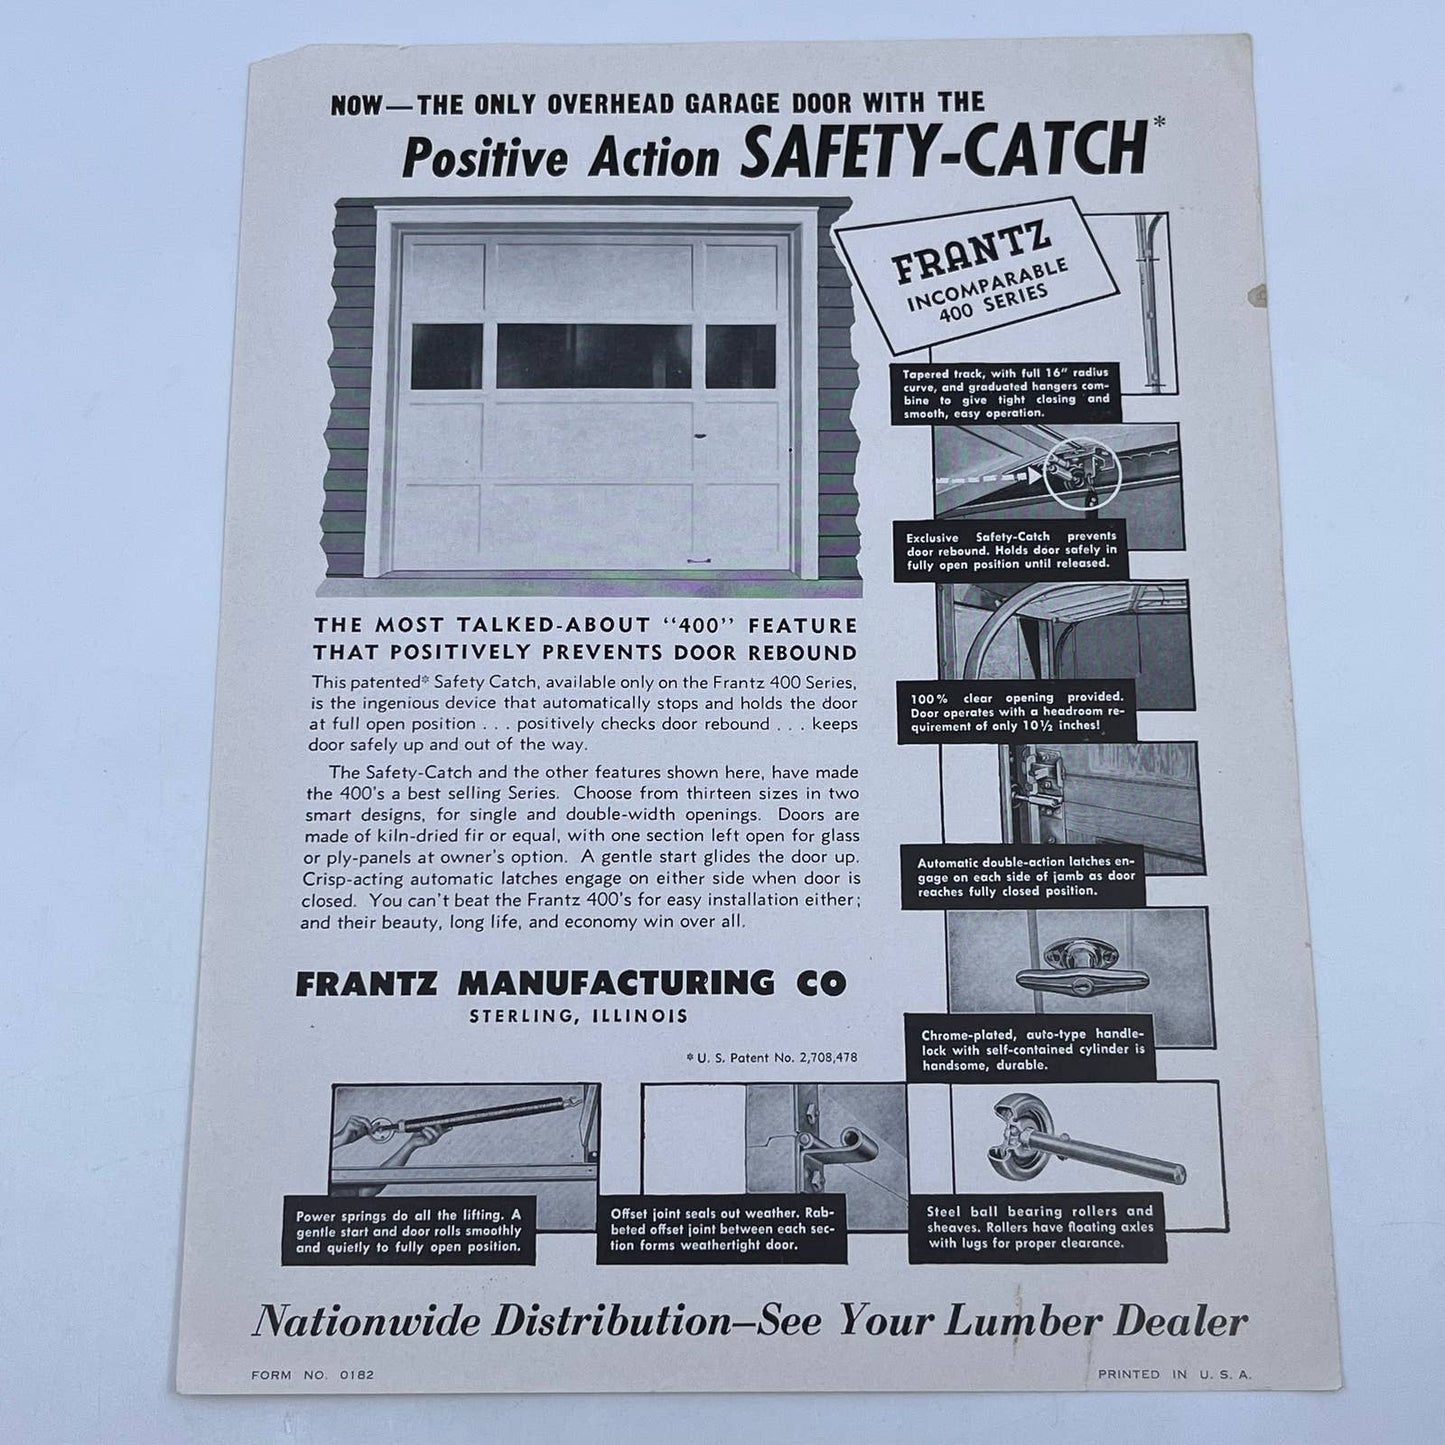 NOW—THE ONLY OVERHEAD GARAGE DOOR WITH THE
Positive Action SAFETY-CATCH*
FRANTZ
INCOMPARABLE
400 SERIES
Tapered track, with full 16" radius
curve, and graduated hangers com-
bine to give tight closing and
smooth, easy operation.
Exclusive Safety-Catch prevents
door rebound. Holds door safely in
fully open position until released.
100% clear opening provided.
Door operates with a headroom re-
quirement of only 10½ inches!
Automatic double-action latches en-
gage on each side of jamb as door
reaches fully closed position.
Chrome-plated, auto-type handle-
lock with self-contained cylinder is
handsome, durable.
THE MOST TALKED-ABOUT "400" FEATURE
THAT POSITIVELY PREVENTS DOOR REBOUND
This patented* Safety Catch, available only on the Frantz 400 Series,
is the ingenious device that automatically stops and holds the door
at full open position . . . positively checks door rebound . . . keeps
door safely up and out of the way.
The Safety-Catch and the other features shown here, have made
the 400's a best selling Series. Choose from thirteen sizes in two
smart designs, for single and double-width openings. Doors are
made of kiln-dried fir or equal, with one section left open for glass
or ply-panels at owner's option. A gentle start glides the door up.
Crisp-acting automatic latches engage on either side when door is
closed. You can't beat the Frantz 400's for easy installation either;
and their beauty, long life, and economy win over all.
FRANTZ MANUFACTURING CO
STERLING, ILLINOIS
* U. S. Patent No. 2,708,478
Power springs do all the lifting. A
gentle start and door rolls smoothly
and quietly to fully open position.
Offset joint seals out weather. Rab-
beted offset joint between each sec-
tion forms weathertight door.
Steel ball bearing rollers and
sheaves. Rollers have floating axles
with lugs for proper clearance.
Nationwide Distribution—See Your Lumber Dealer
FORM NO. 0182
PRINTED IN U. S. A.